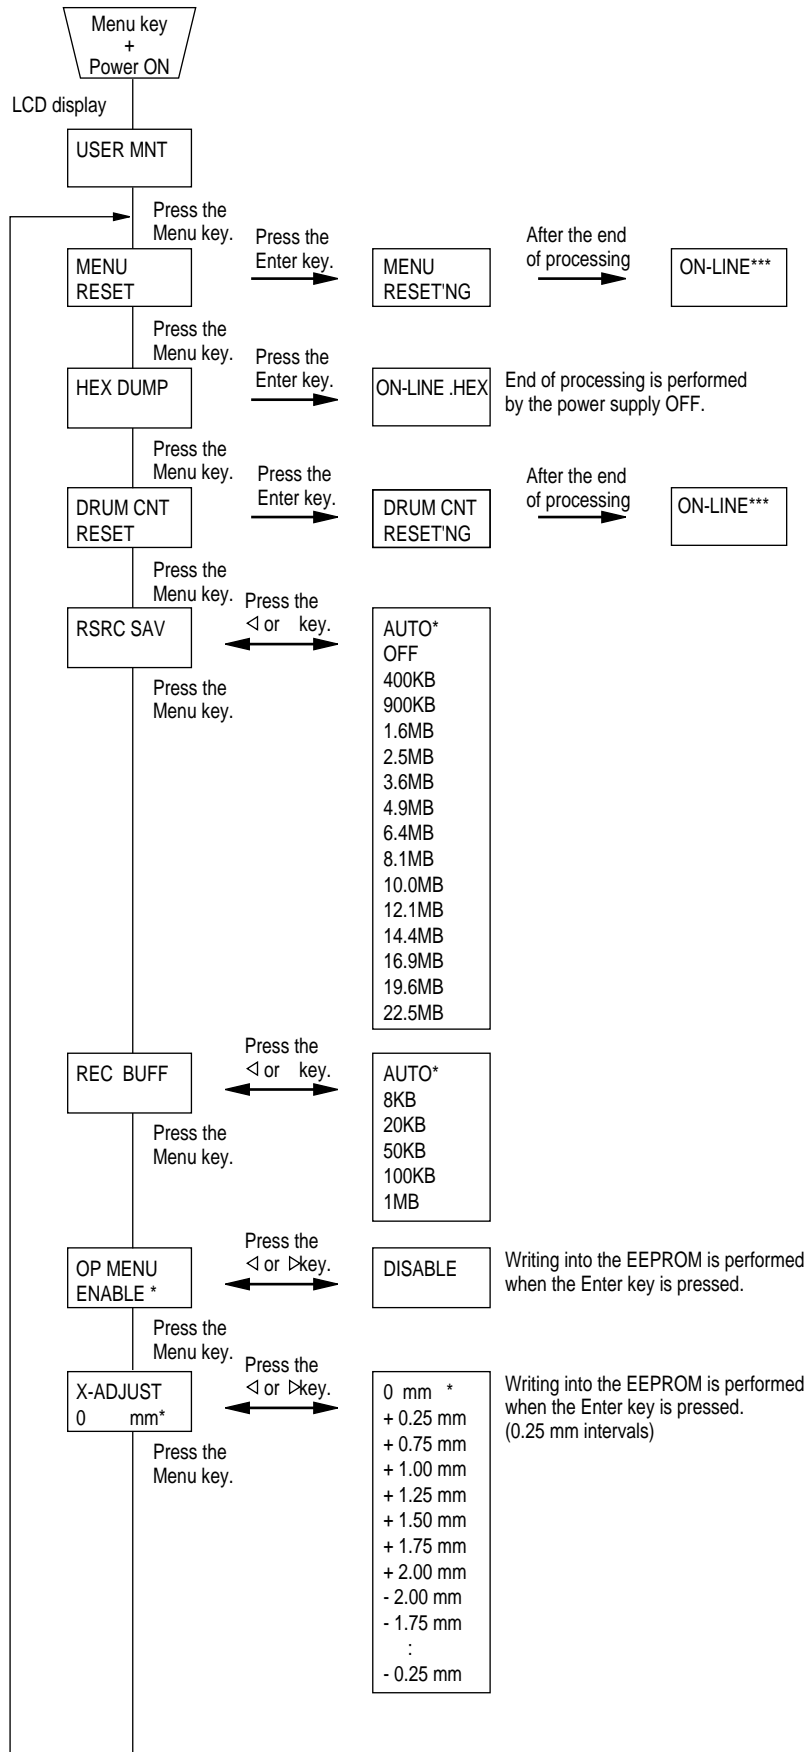 Menu key
+
Power ON
LCD display
USER MNT
Press the
Menu key.
Press the
Enter key.
After the end
of processing
MENU
RESET
MENU
RESET'NG
ON-LINE***
Press the
Menu key.
Press the
Enter key.
HEX DUMP
ON-LINE .HEX
End of processing is performed
by the power supply OFF.
Press the
Menu key.
Press the
Enter key.
After the end
of processing
DRUM CNT
RESET
DRUM CNT
RESET'NG
ON-LINE***
Press the
Menu key.
Press the
◁ or key.
RSRC SAV
AUTO*
OFF
400KB
900KB
1.6MB
2.5MB
3.6MB
4.9MB
6.4MB
8.1MB
10.0MB
12.1MB
14.4MB
16.9MB
19.6MB
22.5MB
Press the
Menu key.
Press the
◁ or key.
REC BUFF
AUTO*
8KB
20KB
50KB
100KB
1MB
Press the
Menu key.
Press the
◁ or ▷key.
OP MENU
ENABLE *
DISABLE
Writing into the EEPROM is performed
when the Enter key is pressed.
Press the
Menu key.
Press the
◁ or ▷key.
X-ADJUST
0 mm*
0 mm *
+ 0.25 mm
+ 0.75 mm
+ 1.00 mm
+ 1.25 mm
+ 1.50 mm
+ 1.75 mm
+ 2.00 mm
- 2.00 mm
- 1.75 mm
:
- 0.25 mm
Writing into the EEPROM is performed
when the Enter key is pressed.
(0.25 mm intervals)
Press the
Menu key.